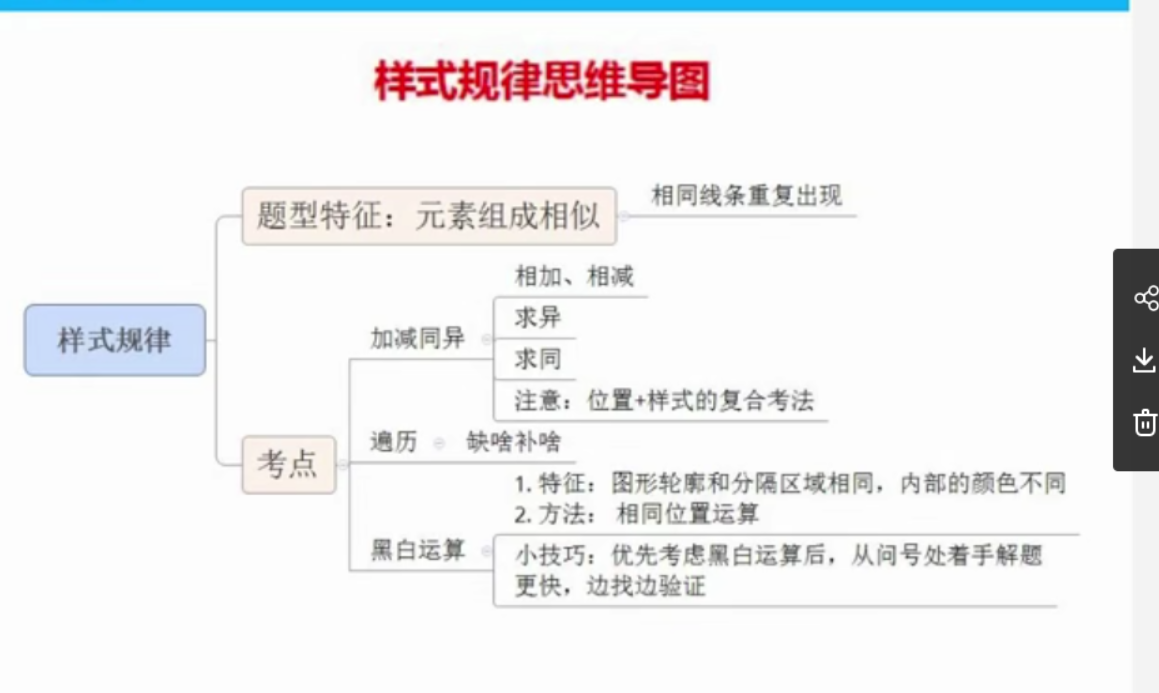 样式规律思维导图
题型特征：元素组成相似
相同线条重复出现
样式规律
考点
加减同异
相加、相减
求异
求同
注意：位置+样式的复合考法
遍历
缺啥补啥
黑白运算
1. 特征：图形轮廓和分隔区域相同，内部的颜色不同
2. 方法： 相同位置运算
小技巧：优先考虑黑白运算后，从问号处着手解题
更快，边找边验证